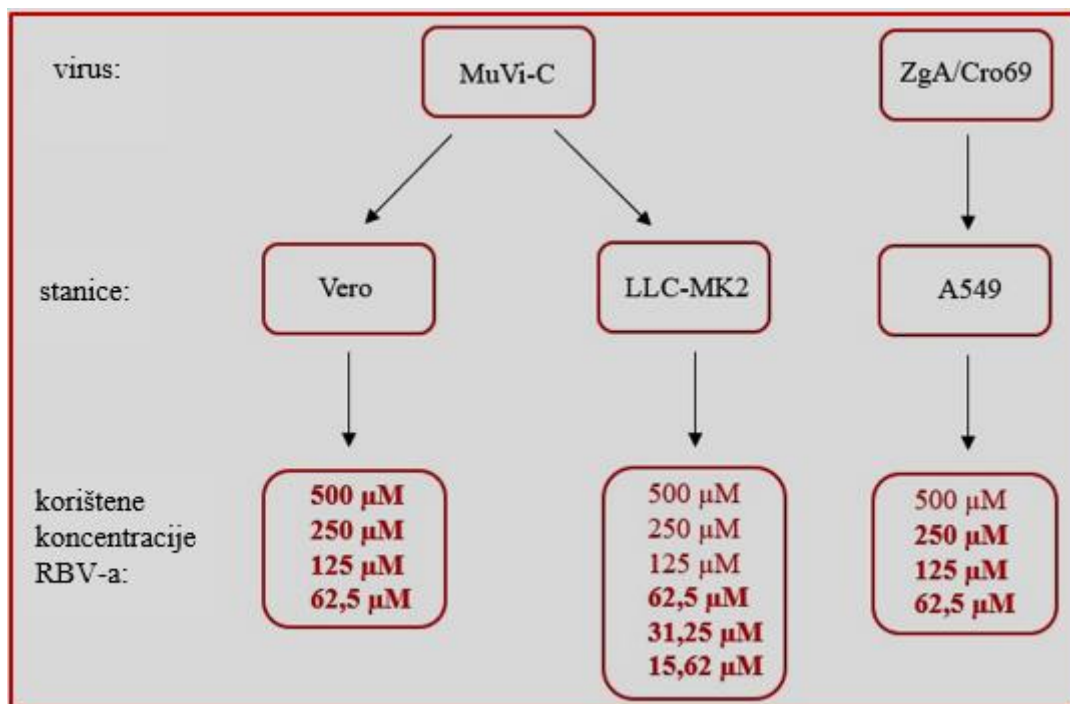 virus:
MuVi-C
ZgA/Cro69
stanice:
Vero
LLC-MK2
A549
korištene
koncentracije
RBV-a:
500 µM
250 µM
125 µM
62,5 µM
500 µM
250 µM
125 µM
62,5 µM
31,25 µM
15,62 µM
500 µM
250 µM
125 µM
62,5 µM